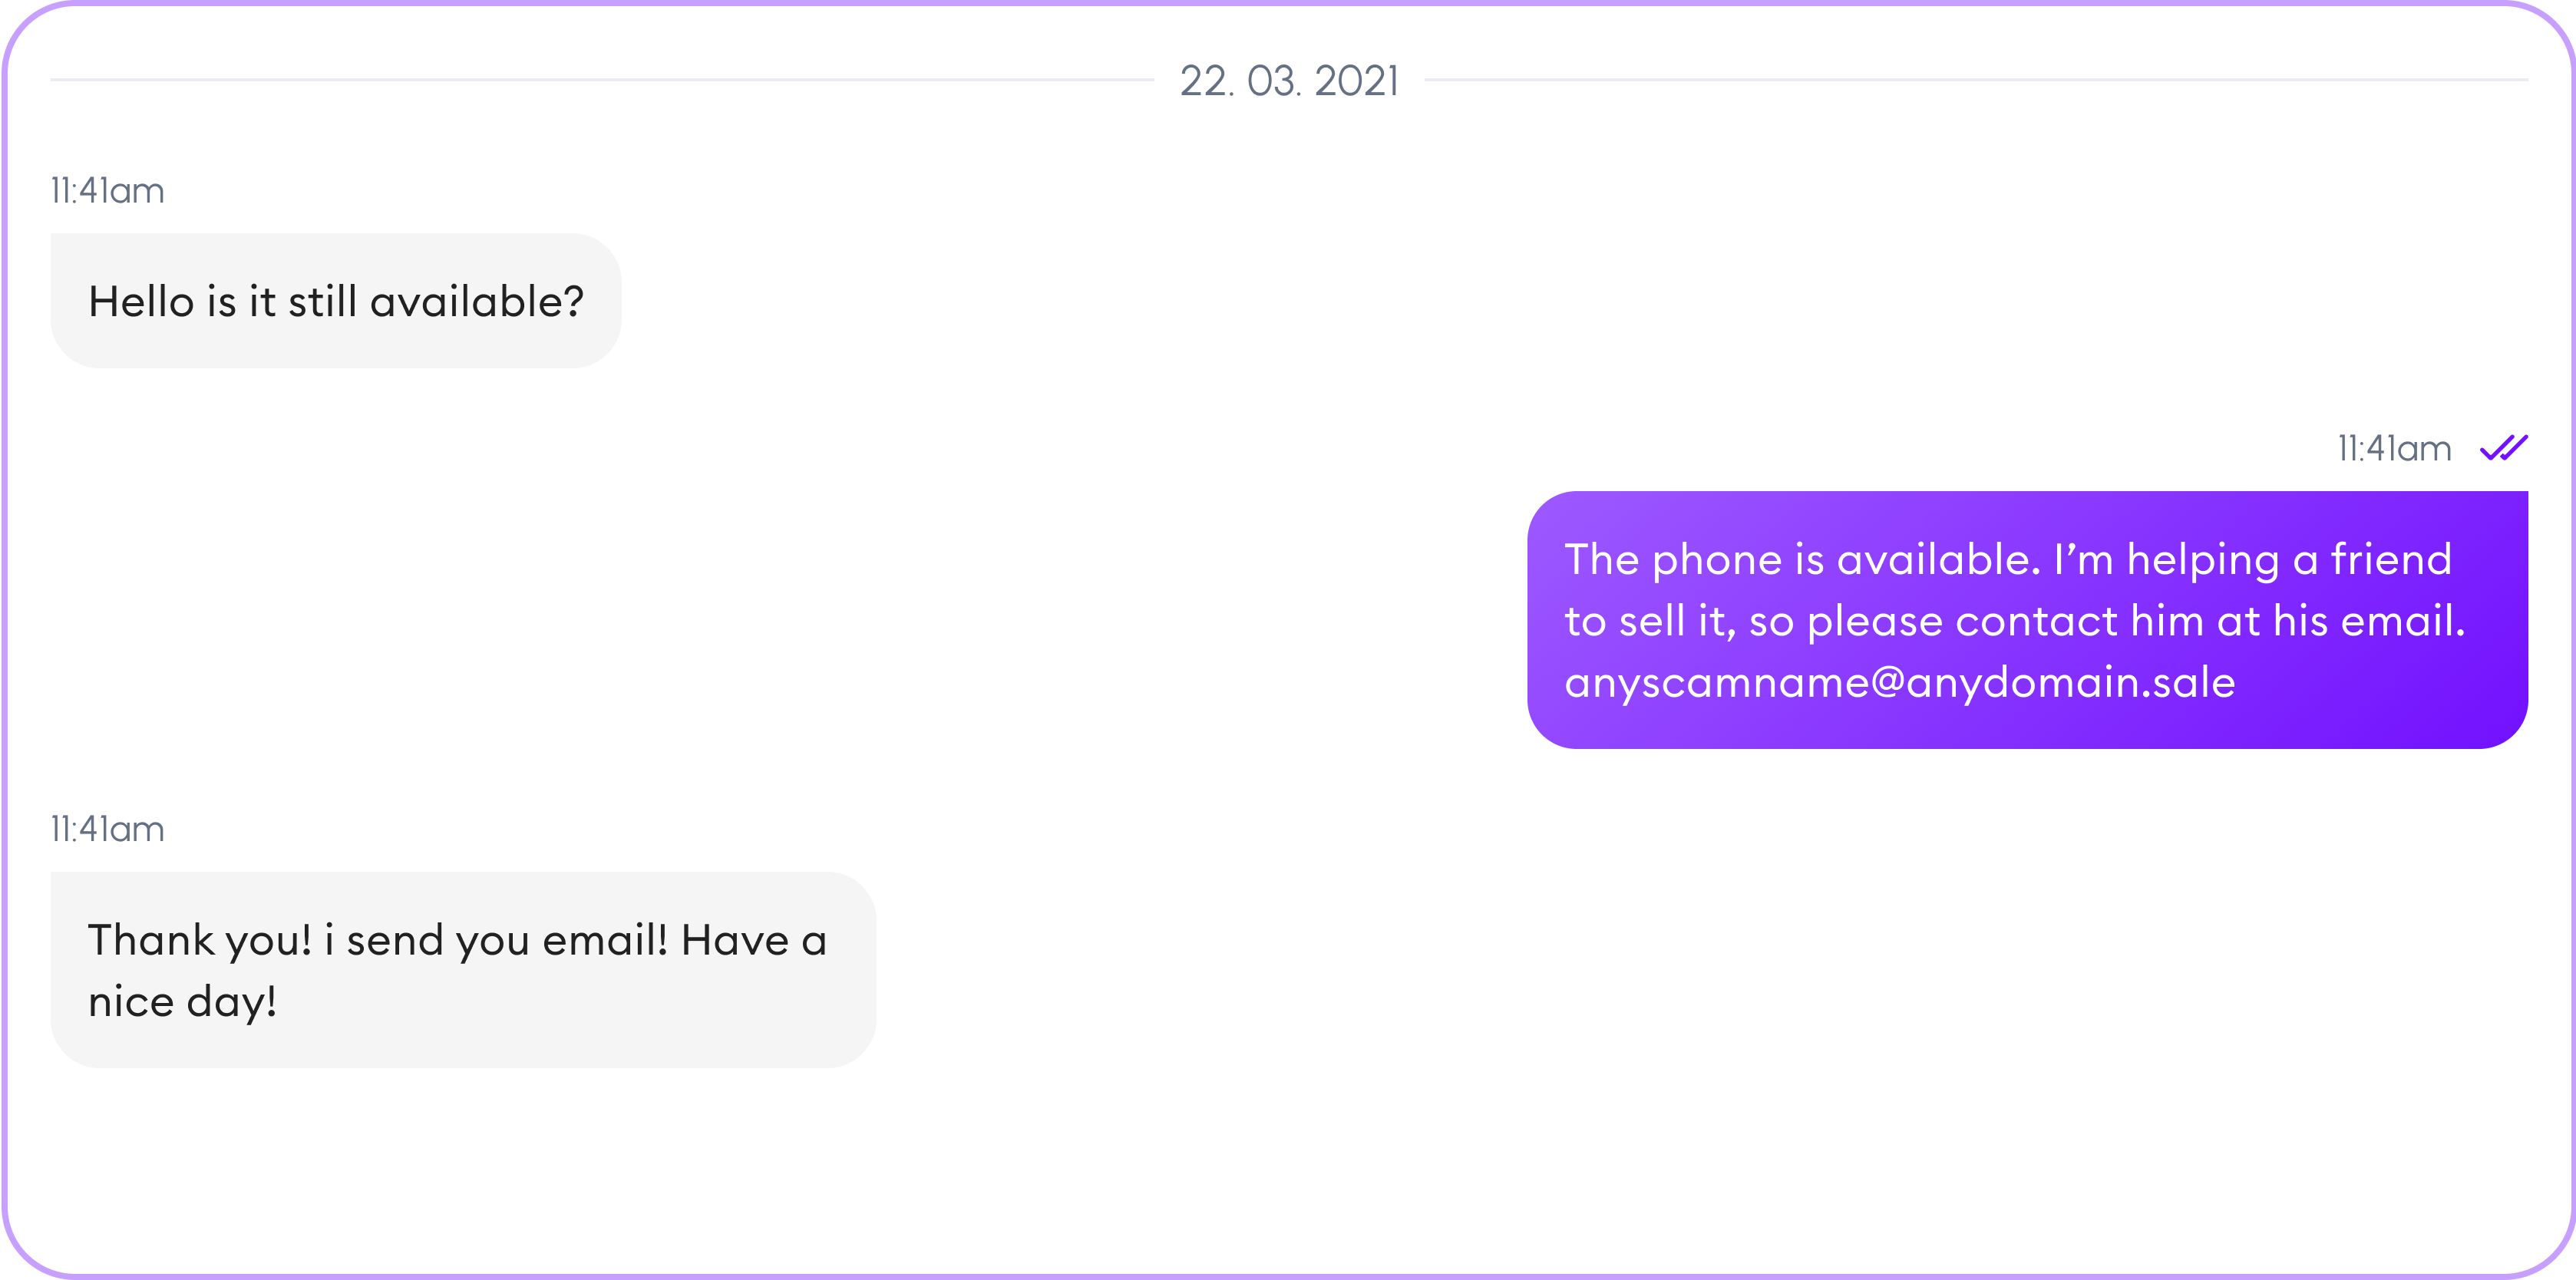 22. 03. 2021
11:41am
Hello is it still available?
11:41am
The phone is available. I’m helping a friend
to sell it, so please contact him at his email.
anyscamname@anydomain.sale
11:41am
Thank you! i send you email! Have a
nice day!